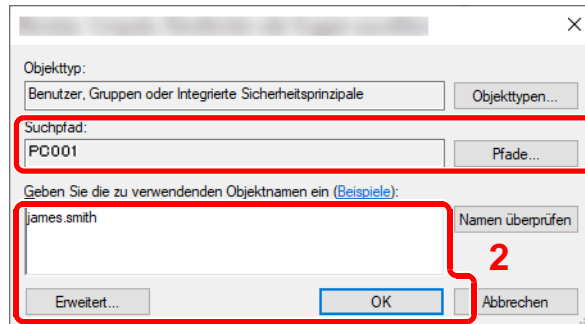 Objekttyp:
Benutzer, Gruppen oder Integrierte Sicherheitsprinzipale
Objekttypen...
Suchpfad:
PC001
Pfade...
Geben Sie die zu verwendenden Objektnamen ein (Beispiele):
james.smith
Namen überprüfen
2
Erweitert...
OK
Abbrechen